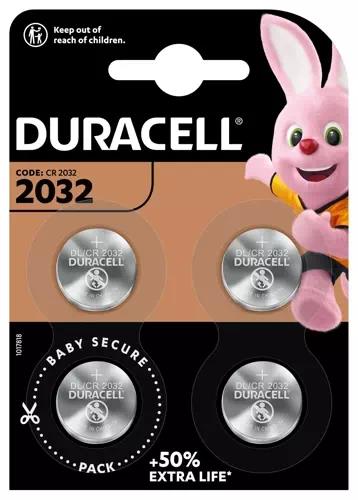 Keep out of
reach of children.
DURACELL®
CODE: CR 2032
2032
+
DL/CR 2032
DURACELL
+
DL/CR 2032
DURACELL
1017818
BABY SECURE
PACK
DL/CR 2032
DURACELL
DL/CR 2032
DURACELL
+50%
EXTRA LIFE*